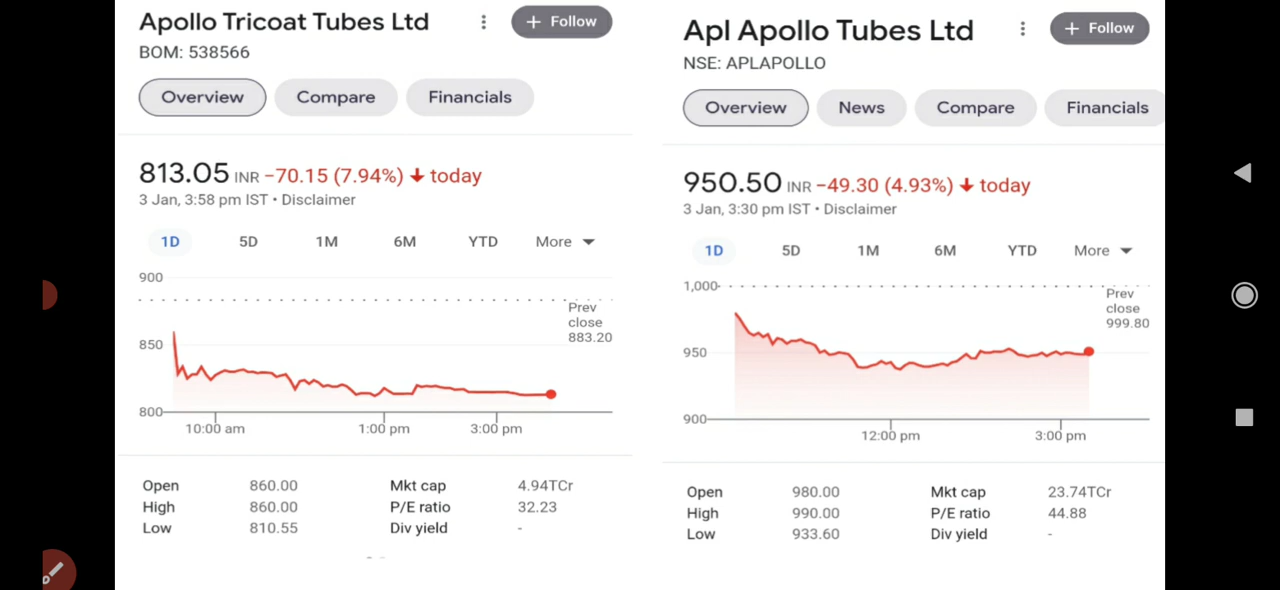 Apollo Tricoat Tubes Ltd
+ Follow
BOM: 538566
Overview
Compare
Financials
813.05 INR −70.15 (7.94%) ↓ today
3 Jan, 3:58 pm IST • Disclaimer
1D
5D
1M
6M
YTD
More
900
Prev
close
883.20
850
800
10:00 am
1:00 pm
3:00 pm
Open 860.00 Mkt cap 4.94TCr
High 860.00 P/E ratio 32.23
Low 810.55 Div yield -
Apl Apollo Tubes Ltd
+ Follow
NSE: APLAPOLLO
Overview
News
Compare
Financials
950.50 INR −49.30 (4.93%) ↓ today
3 Jan, 3:30 pm IST • Disclaimer
1D
5D
1M
6M
YTD
More
1,000
Prev
close
999.80
950
900
12:00 pm
3:00 pm
Open 980.00 Mkt cap 23.74TCr
High 990.00 P/E ratio 44.88
Low 933.60 Div yield -